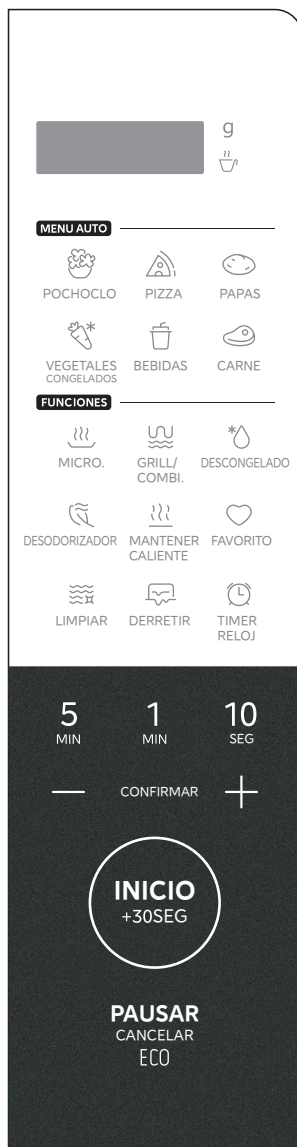 g
MENU AUTO
POCHOCLO PIZZA PAPAS
VEGETALES CONGELADOS BEBIDAS CARNE
FUNCIONES
MICRO. GRILL/ COMBI. DESCONGELADO
DESODORIZADOR MANTENER CALIENTE FAVORITO
LIMPIAR DERRETIR TIMER RELOJ
5 MIN 1 MIN 10 SEG
— CONFIRMAR +
INICIO
+30SEG
PAUSAR
CANCELAR
ECO